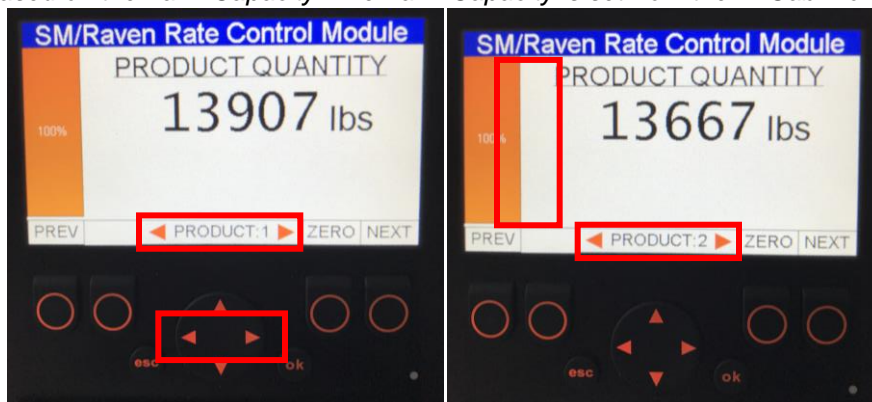 SM/Raven Rate Control Module
PRODUCT QUANTITY
13907 lbs
100%
PREV
◀ PRODUCT:1 ▶
ZERO
NEXT
esc
ok
SM/Raven Rate Control Module
PRODUCT QUANTITY
13667 lbs
PREV
◀ PRODUCT:2 ▶
ZERO
NEXT
esc
ok